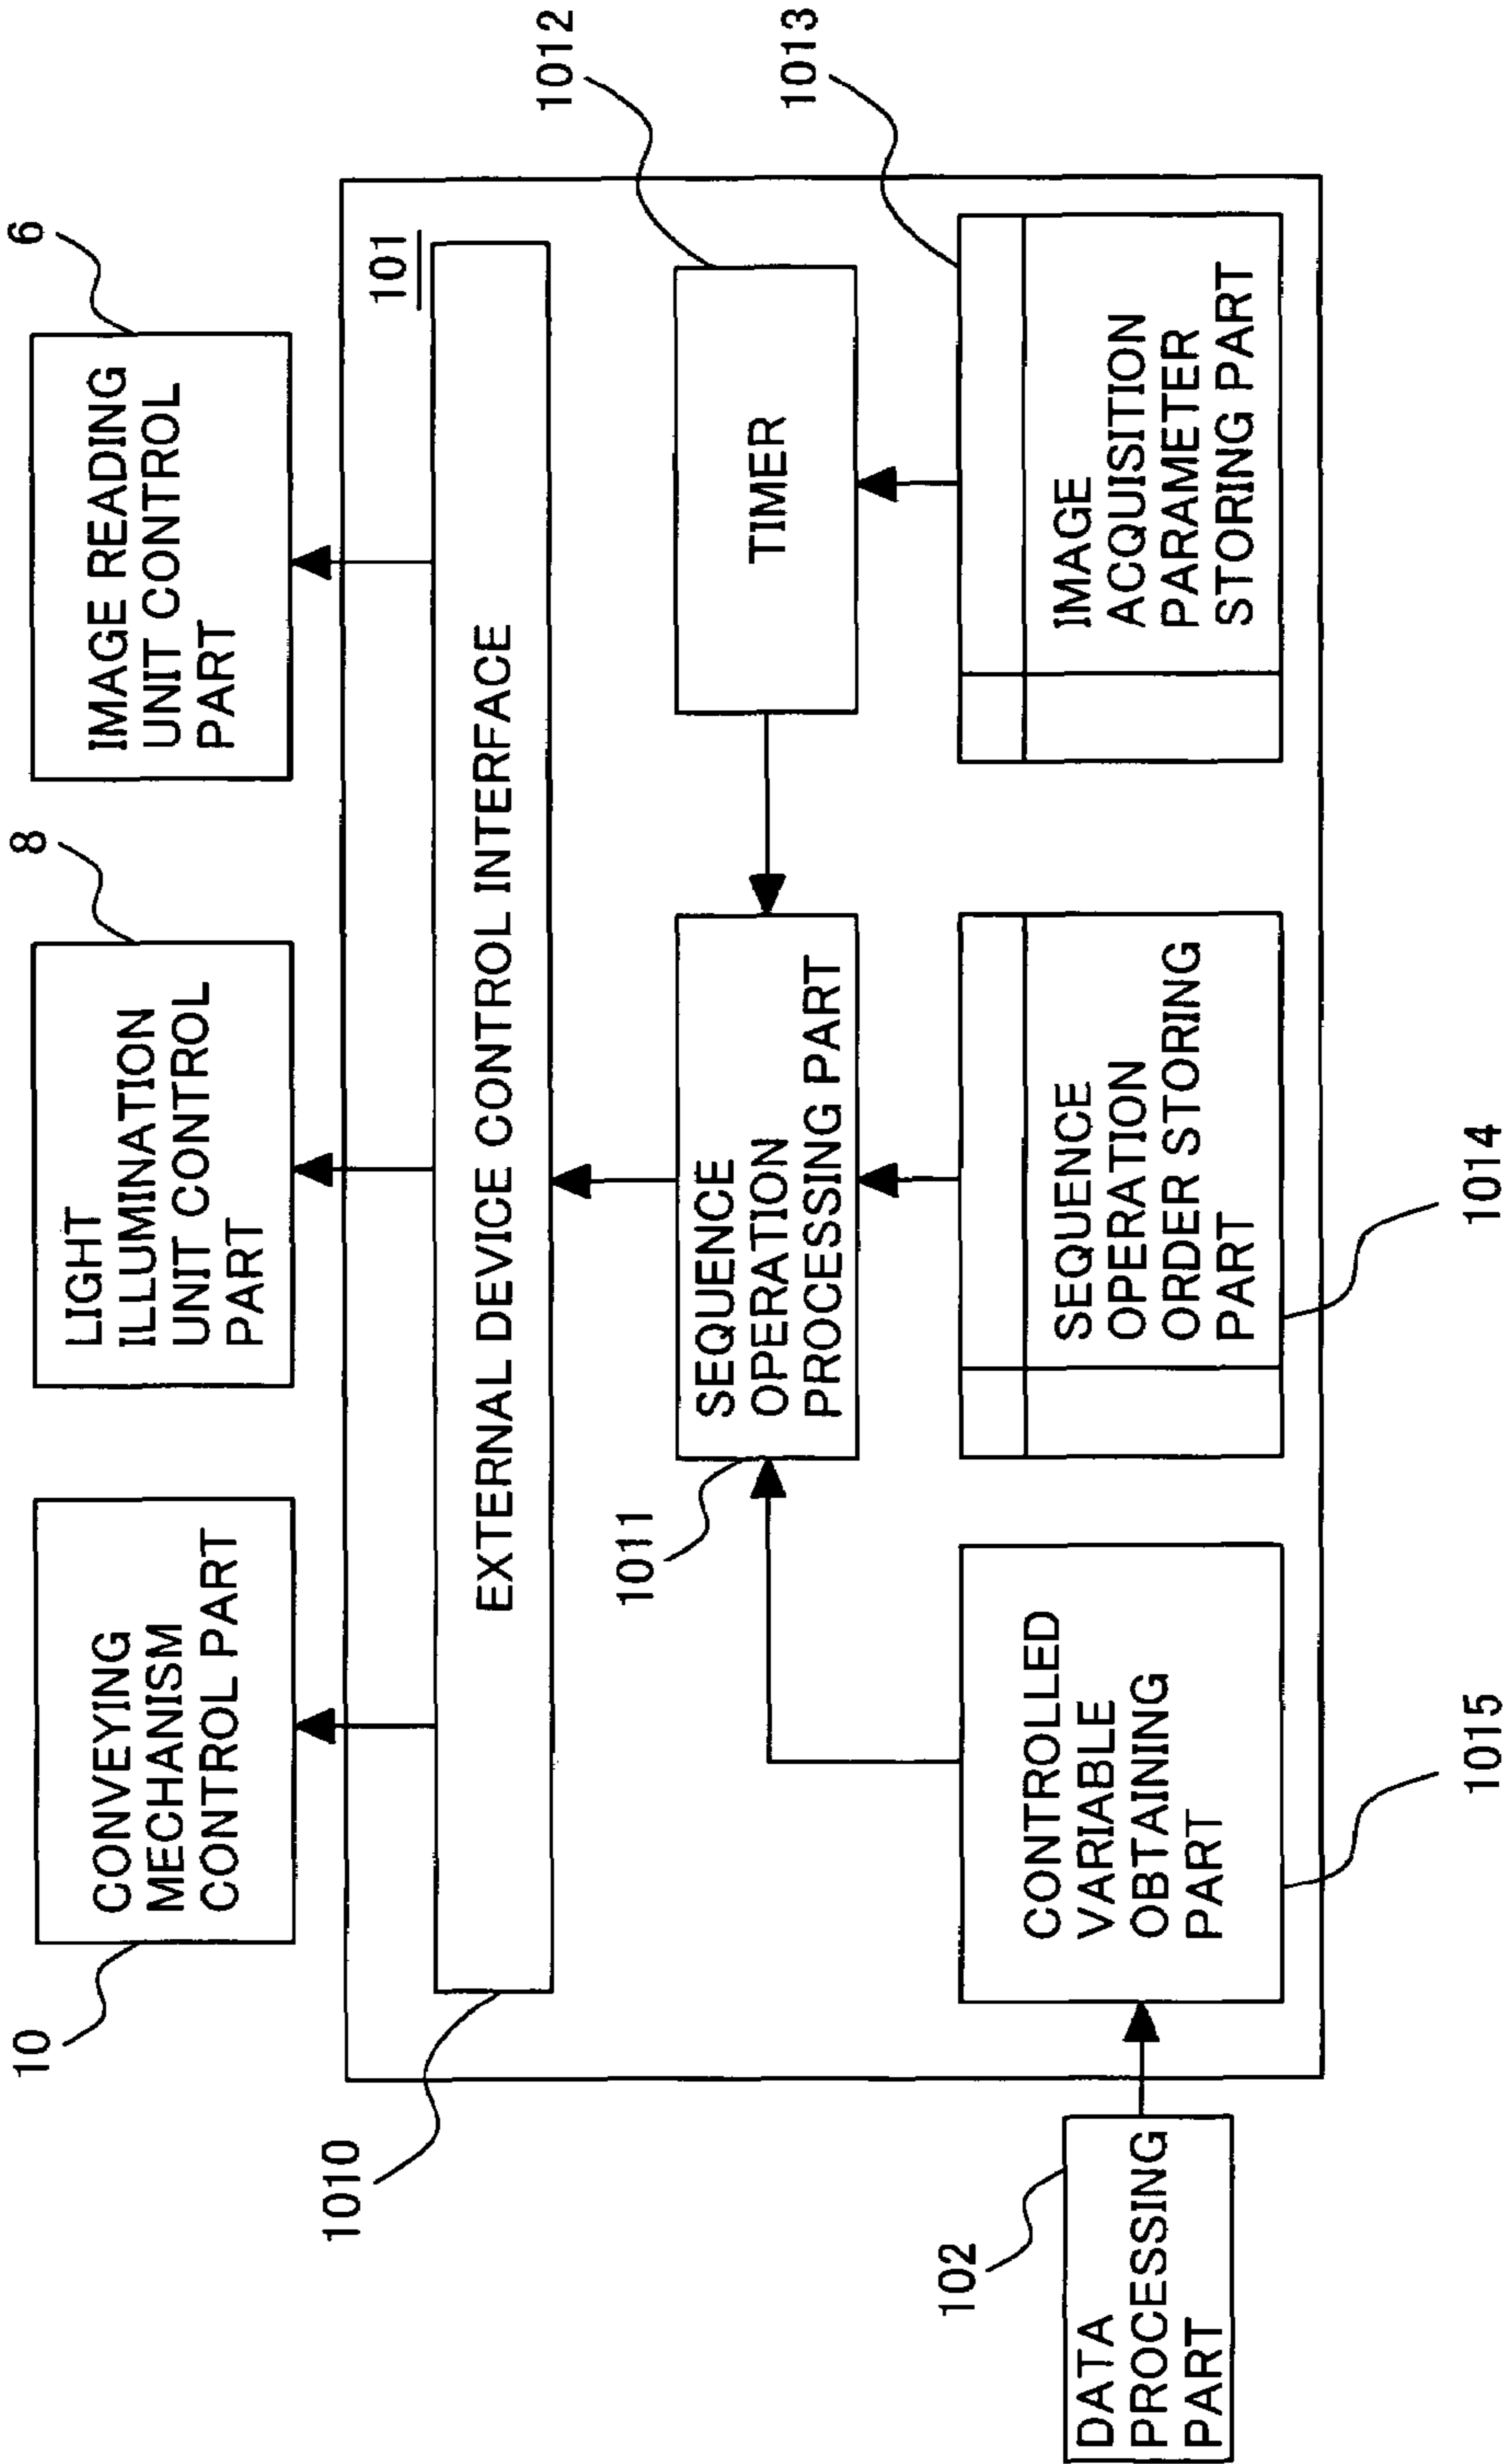 10
CONVEYING
MECHANISM
CONTROL PART
8
LIGHT
ILLUMINATION
UNIT CONTROL
PART
6
IMAGE READING
UNIT CONTROL
PART
101
1010
EXTERNAL DEVICE CONTROL INTERFACE
1011
SEQUENCE
OPERATION
PROCESSING PART
1012
TIMER
1013
102
DATA
PROCESSING
PART
CONTROLLED
VARIABLE
OBTAINING
PART
SEQUENCE
OPERATION
ORDER STORING
PART
IMAGE
ACQUISITION
PARAMETER
STORING PART
1015
1014